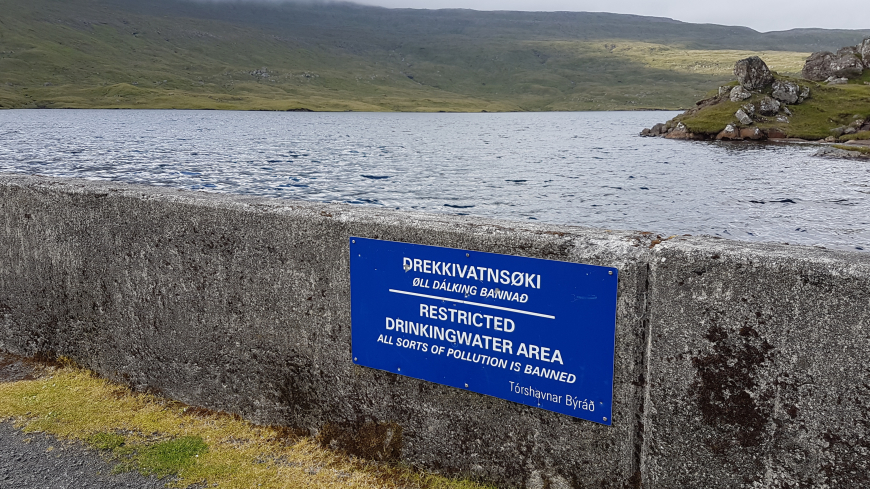 DREKKIVATNSØKI
ØLL DÁLKING BANNAÐ
RESTRICTED
DRINKINGWATER AREA
ALL SORTS OF POLLUTION IS BANNED
Tórshavnar Býráð